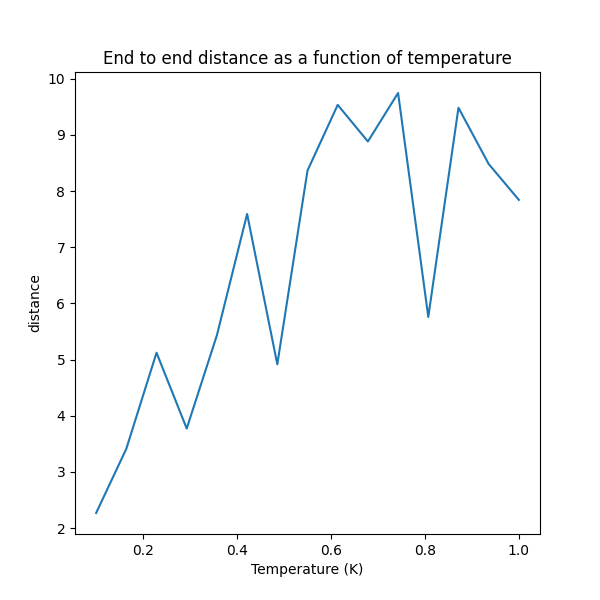 End to end distance as a function of temperature
10
9
8
7
6
5
4
3
2
distance
0.2 0.4 0.6 0.8 1.0
Temperature (K)